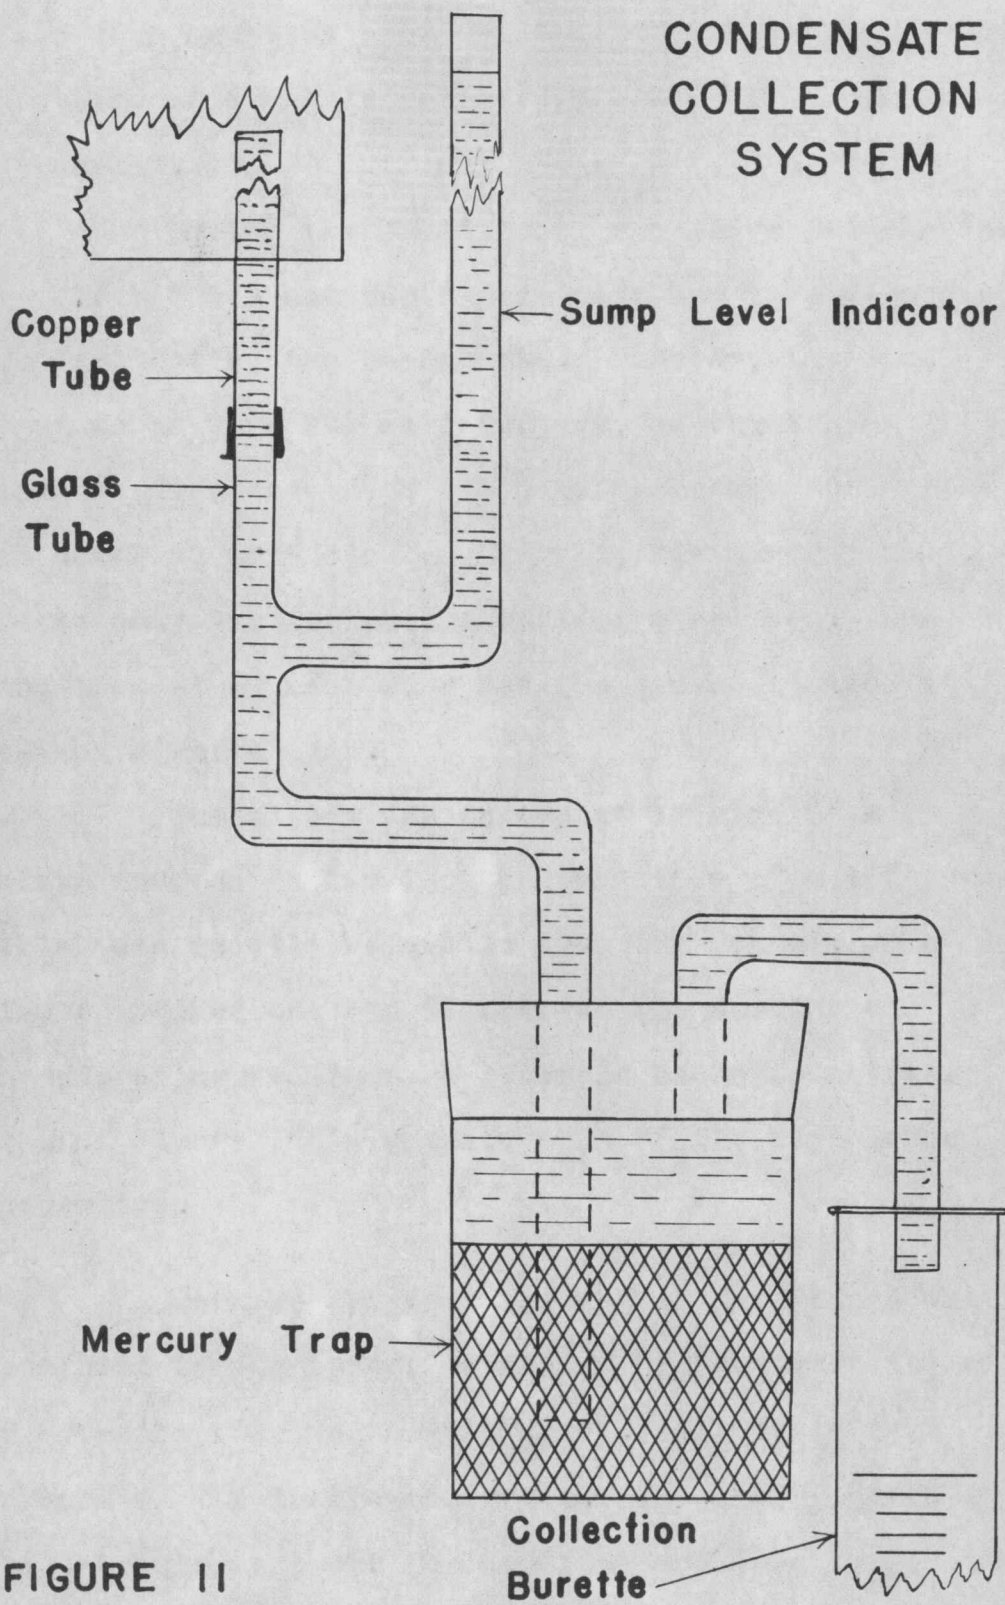 CONDENSATE
COLLECTION
SYSTEM
Sump Level Indicator
Copper
Tube
Glass
Tube
Mercury Trap
Collection
Burette
FIGURE 11